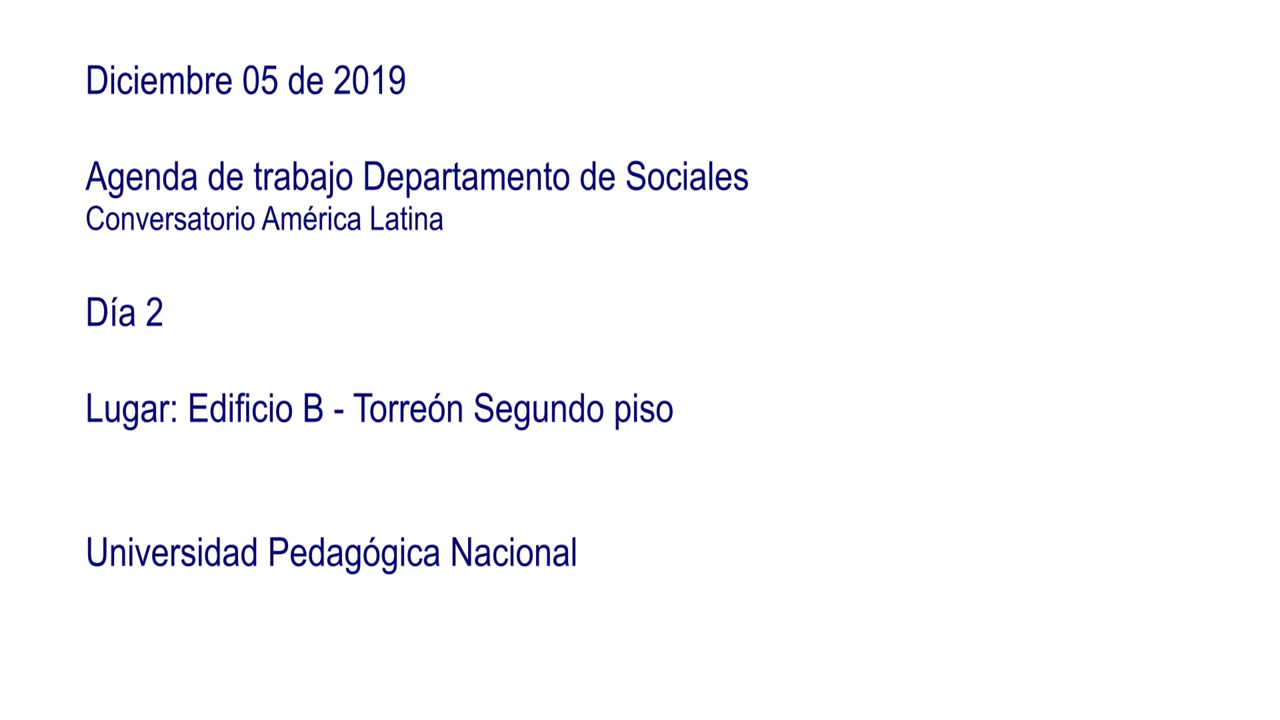 Diciembre 05 de 2019
Agenda de trabajo Departamento de Sociales
Conversatorio América Latina
Día 2
Lugar: Edificio B - Torreón Segundo piso
Universidad Pedagógica Nacional